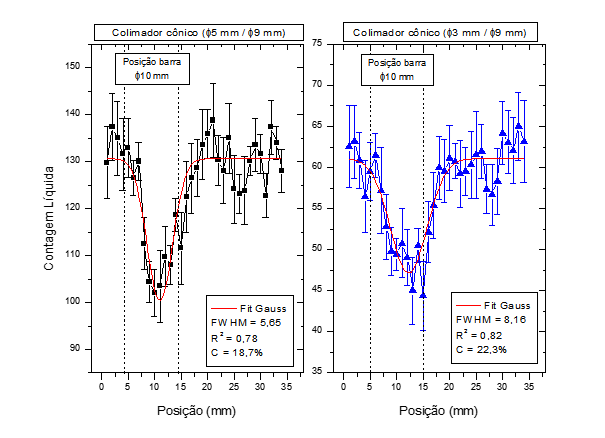 Colimador cônico (ϕ5 mm / ϕ9 mm)
Posição barra
ϕ10 mm
150
140
130
120
110
100
90
Contagem Líquida
Fit Gauss
FWHM = 5,65
R² = 0,78
C = 18,7%
0 5 10 15 20 25 30 35
Posição (mm)
Colimador cônico (ϕ3 mm / ϕ9 mm)
Posição barra
ϕ10 mm
75
70
65
60
55
50
45
40
35
Fit Gauss
FWHM = 8,16
R² = 0,82
C = 22,3%
0 5 10 15 20 25 30 35
Posição (mm)